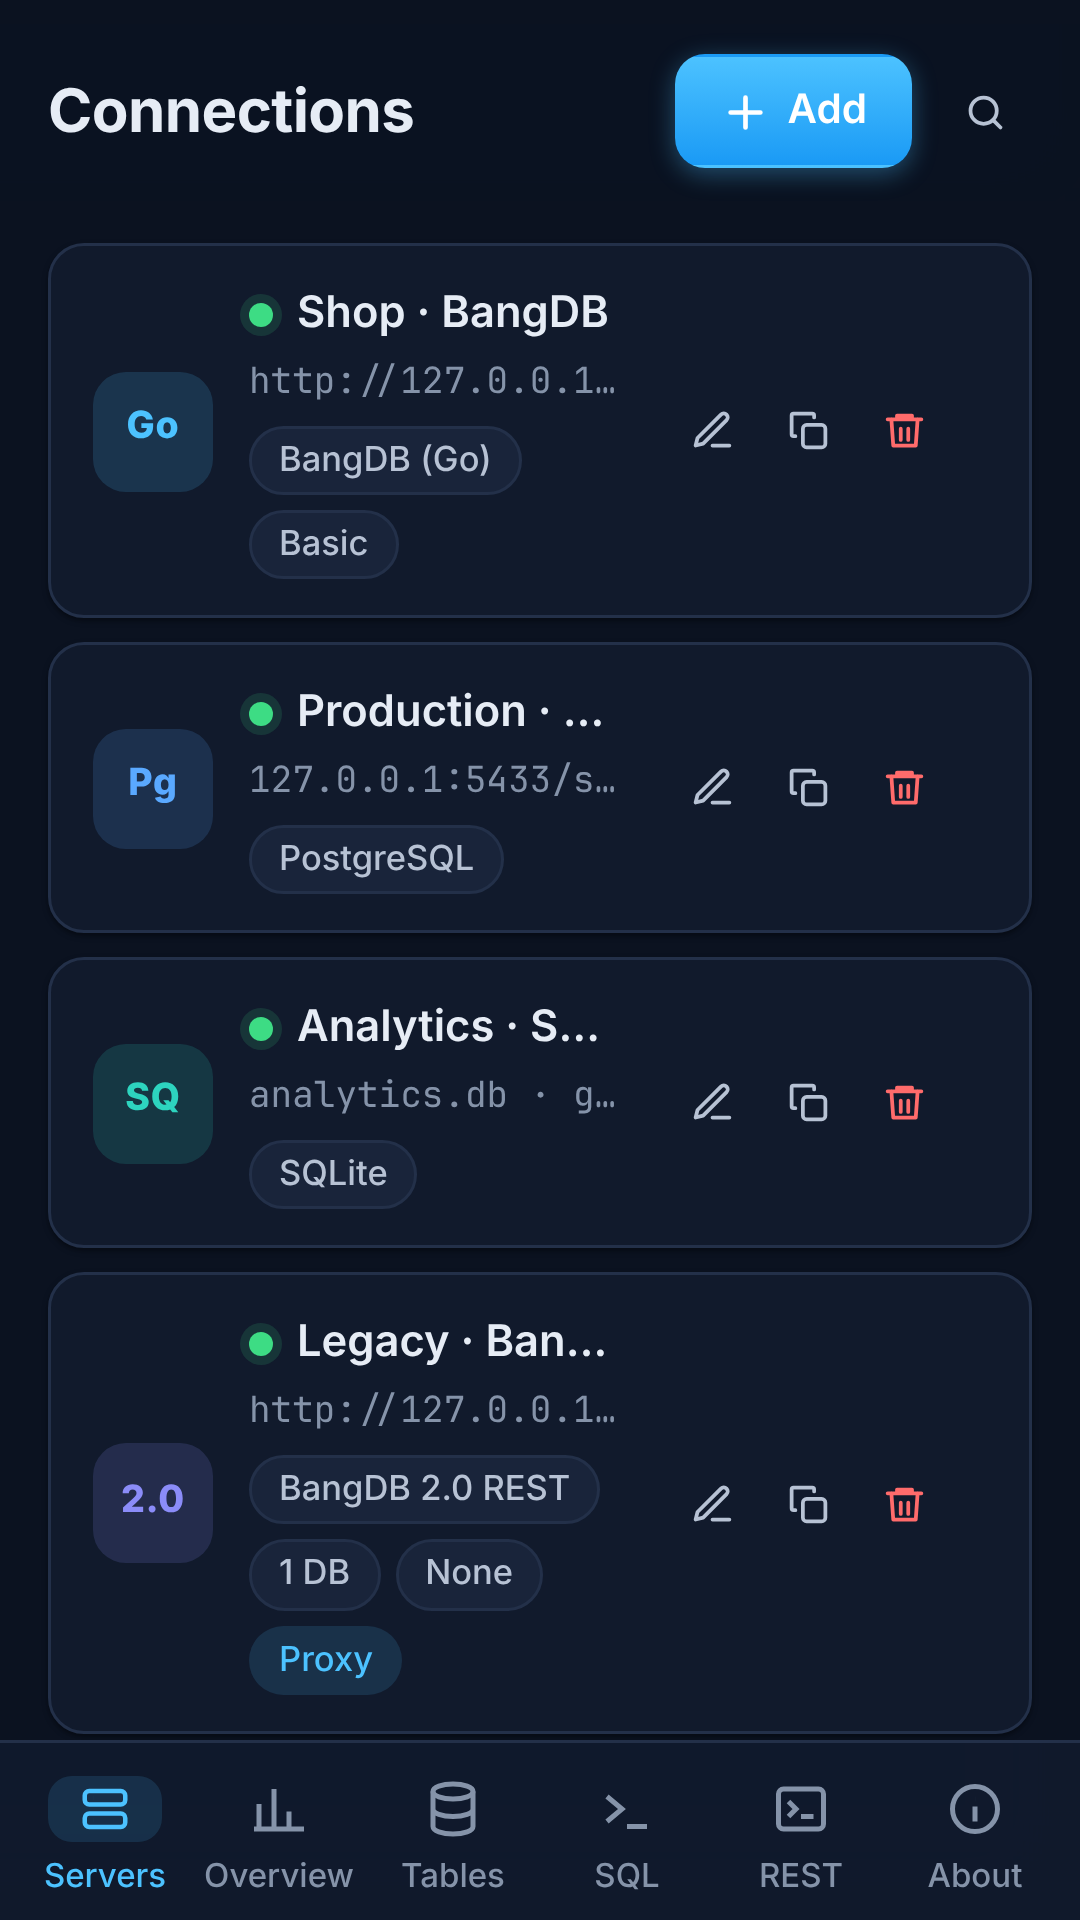 Connections
Add
Shop · BangDB
http://127.0.0.1…
Go
BangDB (Go)
Basic
Production · …
127.0.0.1:5433/s…
Pg
PostgreSQL
Analytics · S…
analytics.db · g…
SQ
SQLite
Legacy · Ban…
http://127.0.0.1…
2.0
BangDB 2.0 REST
1 DB
None
Proxy
Servers
Overview
Tables
SQL
REST
About